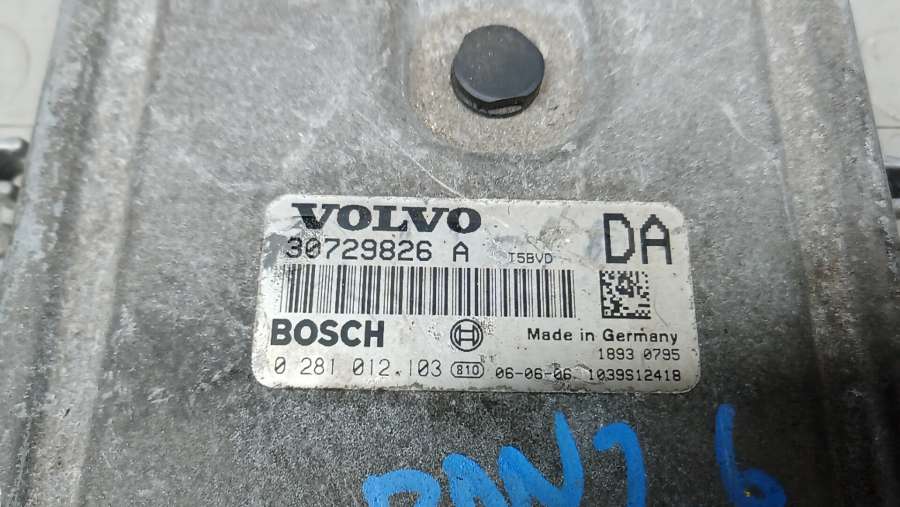 VOLVO
30729826 A I5BVD
DA
BOSCH
Made in Germany
1893 0795
0 281 012 103 810 06-06-06 1039S12418
6